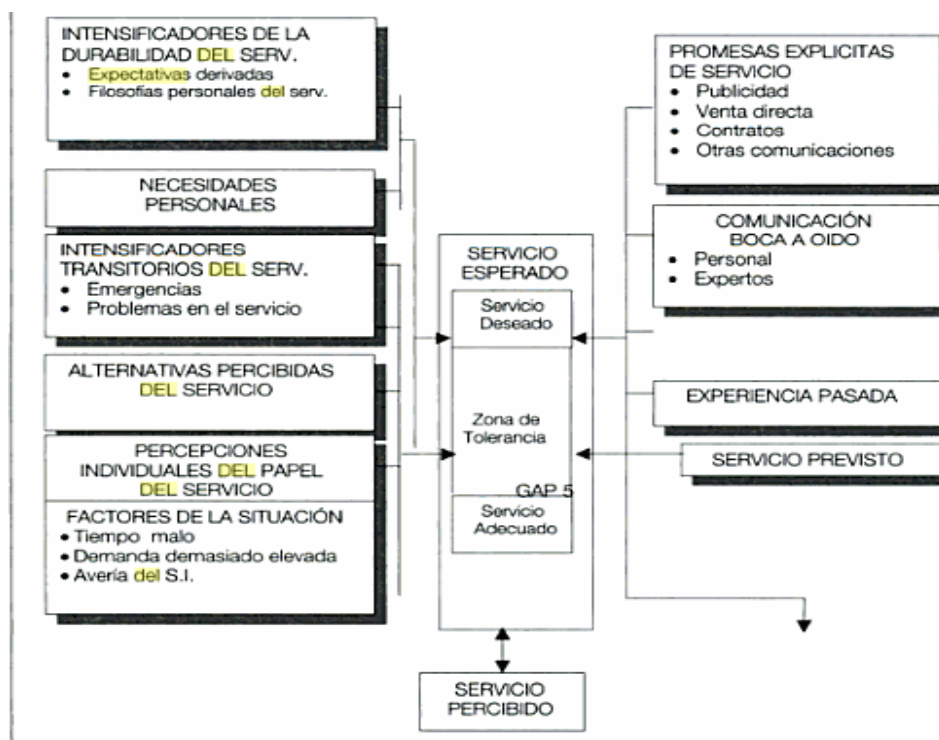 INTENSIFICADORES DE LA
DURABILIDAD DEL SERV.
• Expectativas derivadas
• Filosofías personales del serv.
NECESIDADES
PERSONALES
INTENSIFICADORES
TRANSITORIOS DEL SERV.
• Emergencias
• Problemas en el servicio
ALTERNATIVAS PERCIBIDAS
DEL SERVICIO
PERCEPCIONES
INDIVIDUALES DEL PAPEL
DEL SERVICIO
FACTORES DE LA SITUACIÓN
• Tiempo malo
• Demanda demasiado elevada
• Avería del S.I.
SERVICIO
ESPERADO
Servicio
Deseado
Zona de
Tolerancia
GAP 5
Servicio
Adecuado
SERVICIO
PERCIBIDO
PROMESAS EXPLICITAS
DE SERVICIO
• Publicidad
• Venta directa
• Contratos
• Otras comunicaciones
COMUNICACIÓN
BOCA A OIDO
• Personal
• Expertos
EXPERIENCIA PASADA
SERVICIO PREVISTO